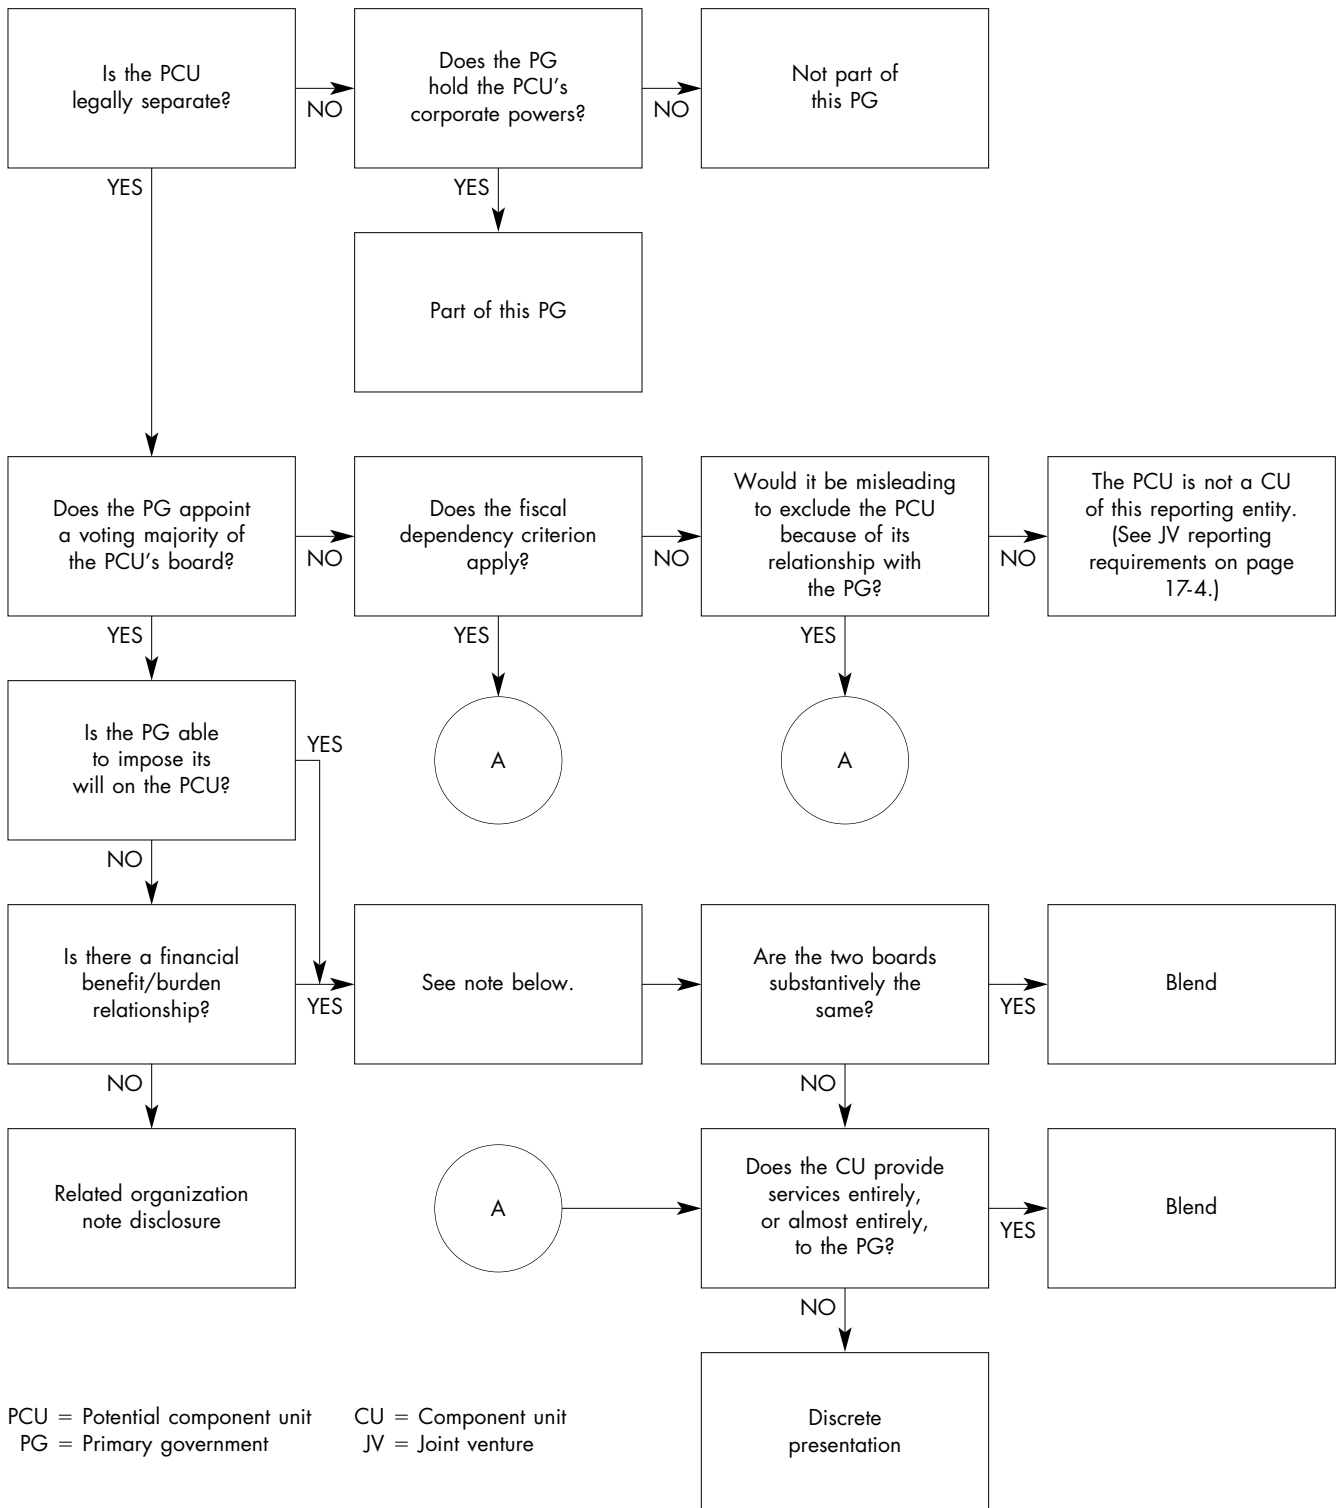 Is the PCU
legally separate?
NO
Does the PG
hold the PCU's
corporate powers?
NO
Not part of
this PG
YES
YES
Part of this PG
Does the PG appoint
a voting majority of
the PCU's board?
NO
Does the fiscal
dependency criterion
apply?
NO
Would it be misleading
to exclude the PCU
because of its
relationship with
the PG?
NO
The PCU is not a CU
of this reporting entity.
(See JV reporting
requirements on page
17-4.)
YES
YES
YES
Is the PG able
to impose its
will on the PCU?
YES
A
A
NO
Is there a financial
benefit/burden
relationship?
YES
See note below.
Are the two boards
substantively the
same?
YES
Blend
NO
NO
Related organization
note disclosure
A
Does the CU provide
services entirely,
or almost entirely,
to the PG?
YES
Blend
NO
Discrete
presentation
PCU = Potential component unit
PG = Primary government
CU = Component unit
JV = Joint venture